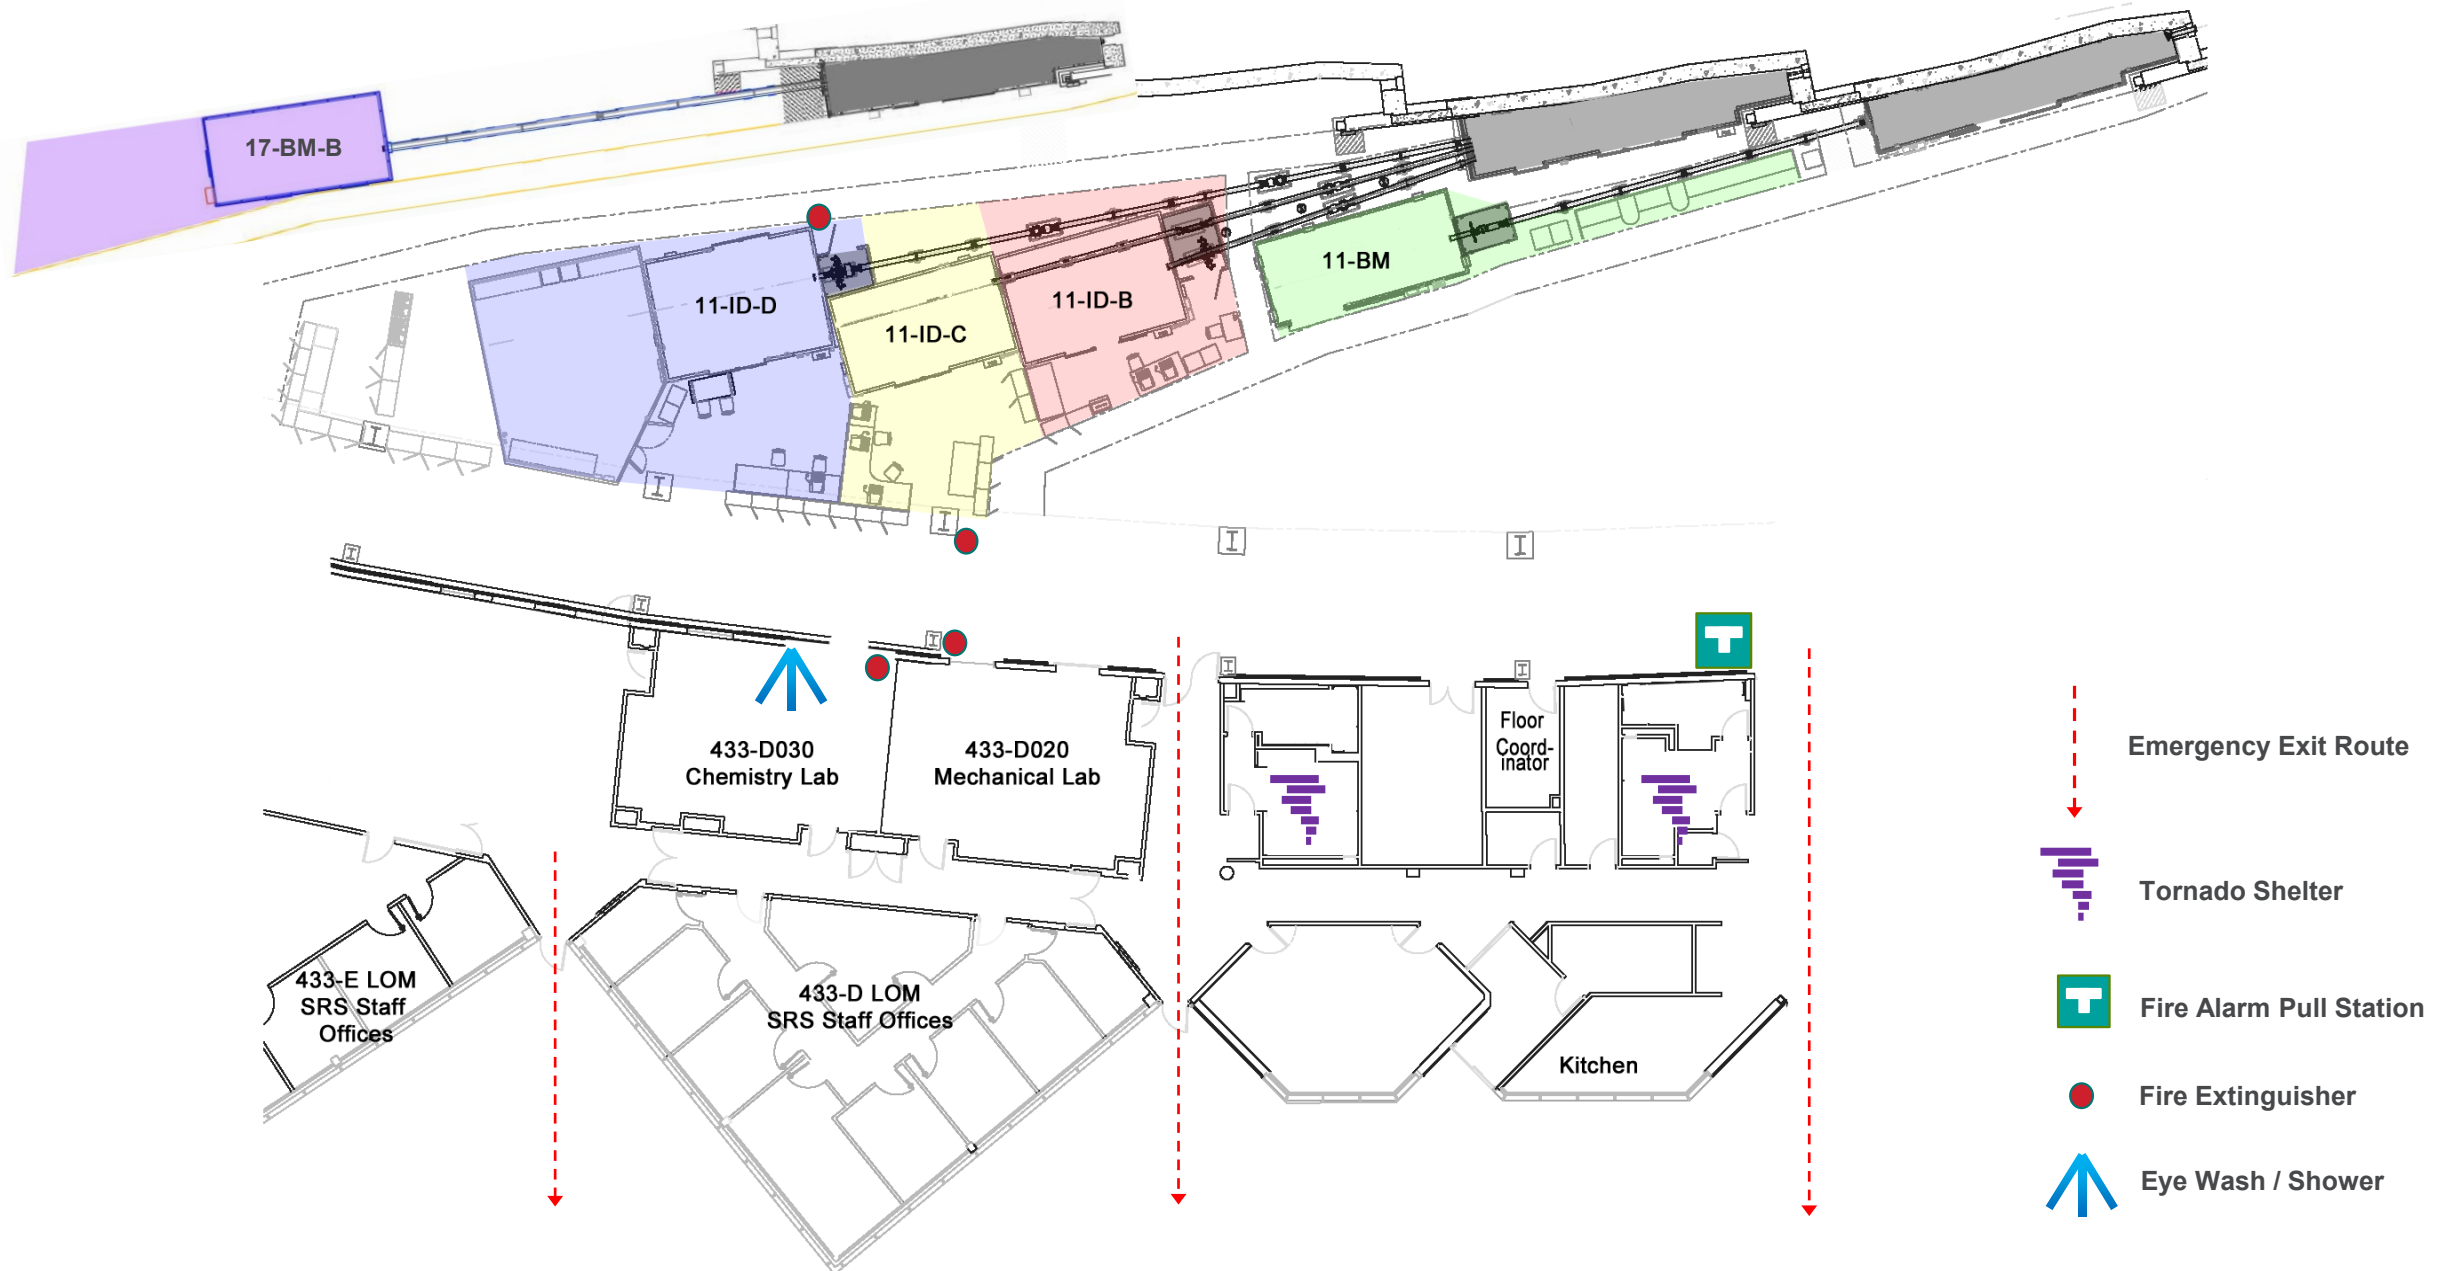 17-BM-B
11-ID-D
11-ID-C
11-ID-B
11-BM
433-D030
Chemistry Lab
433-D020
Mechanical Lab
Floor
Coord-
inator
433-E LOM
SRS Staff
Offices
433-D LOM
SRS Staff Offices
Kitchen
Emergency Exit Route
Tornado Shelter
Fire Alarm Pull Station
Fire Extinguisher
Eye Wash / Shower